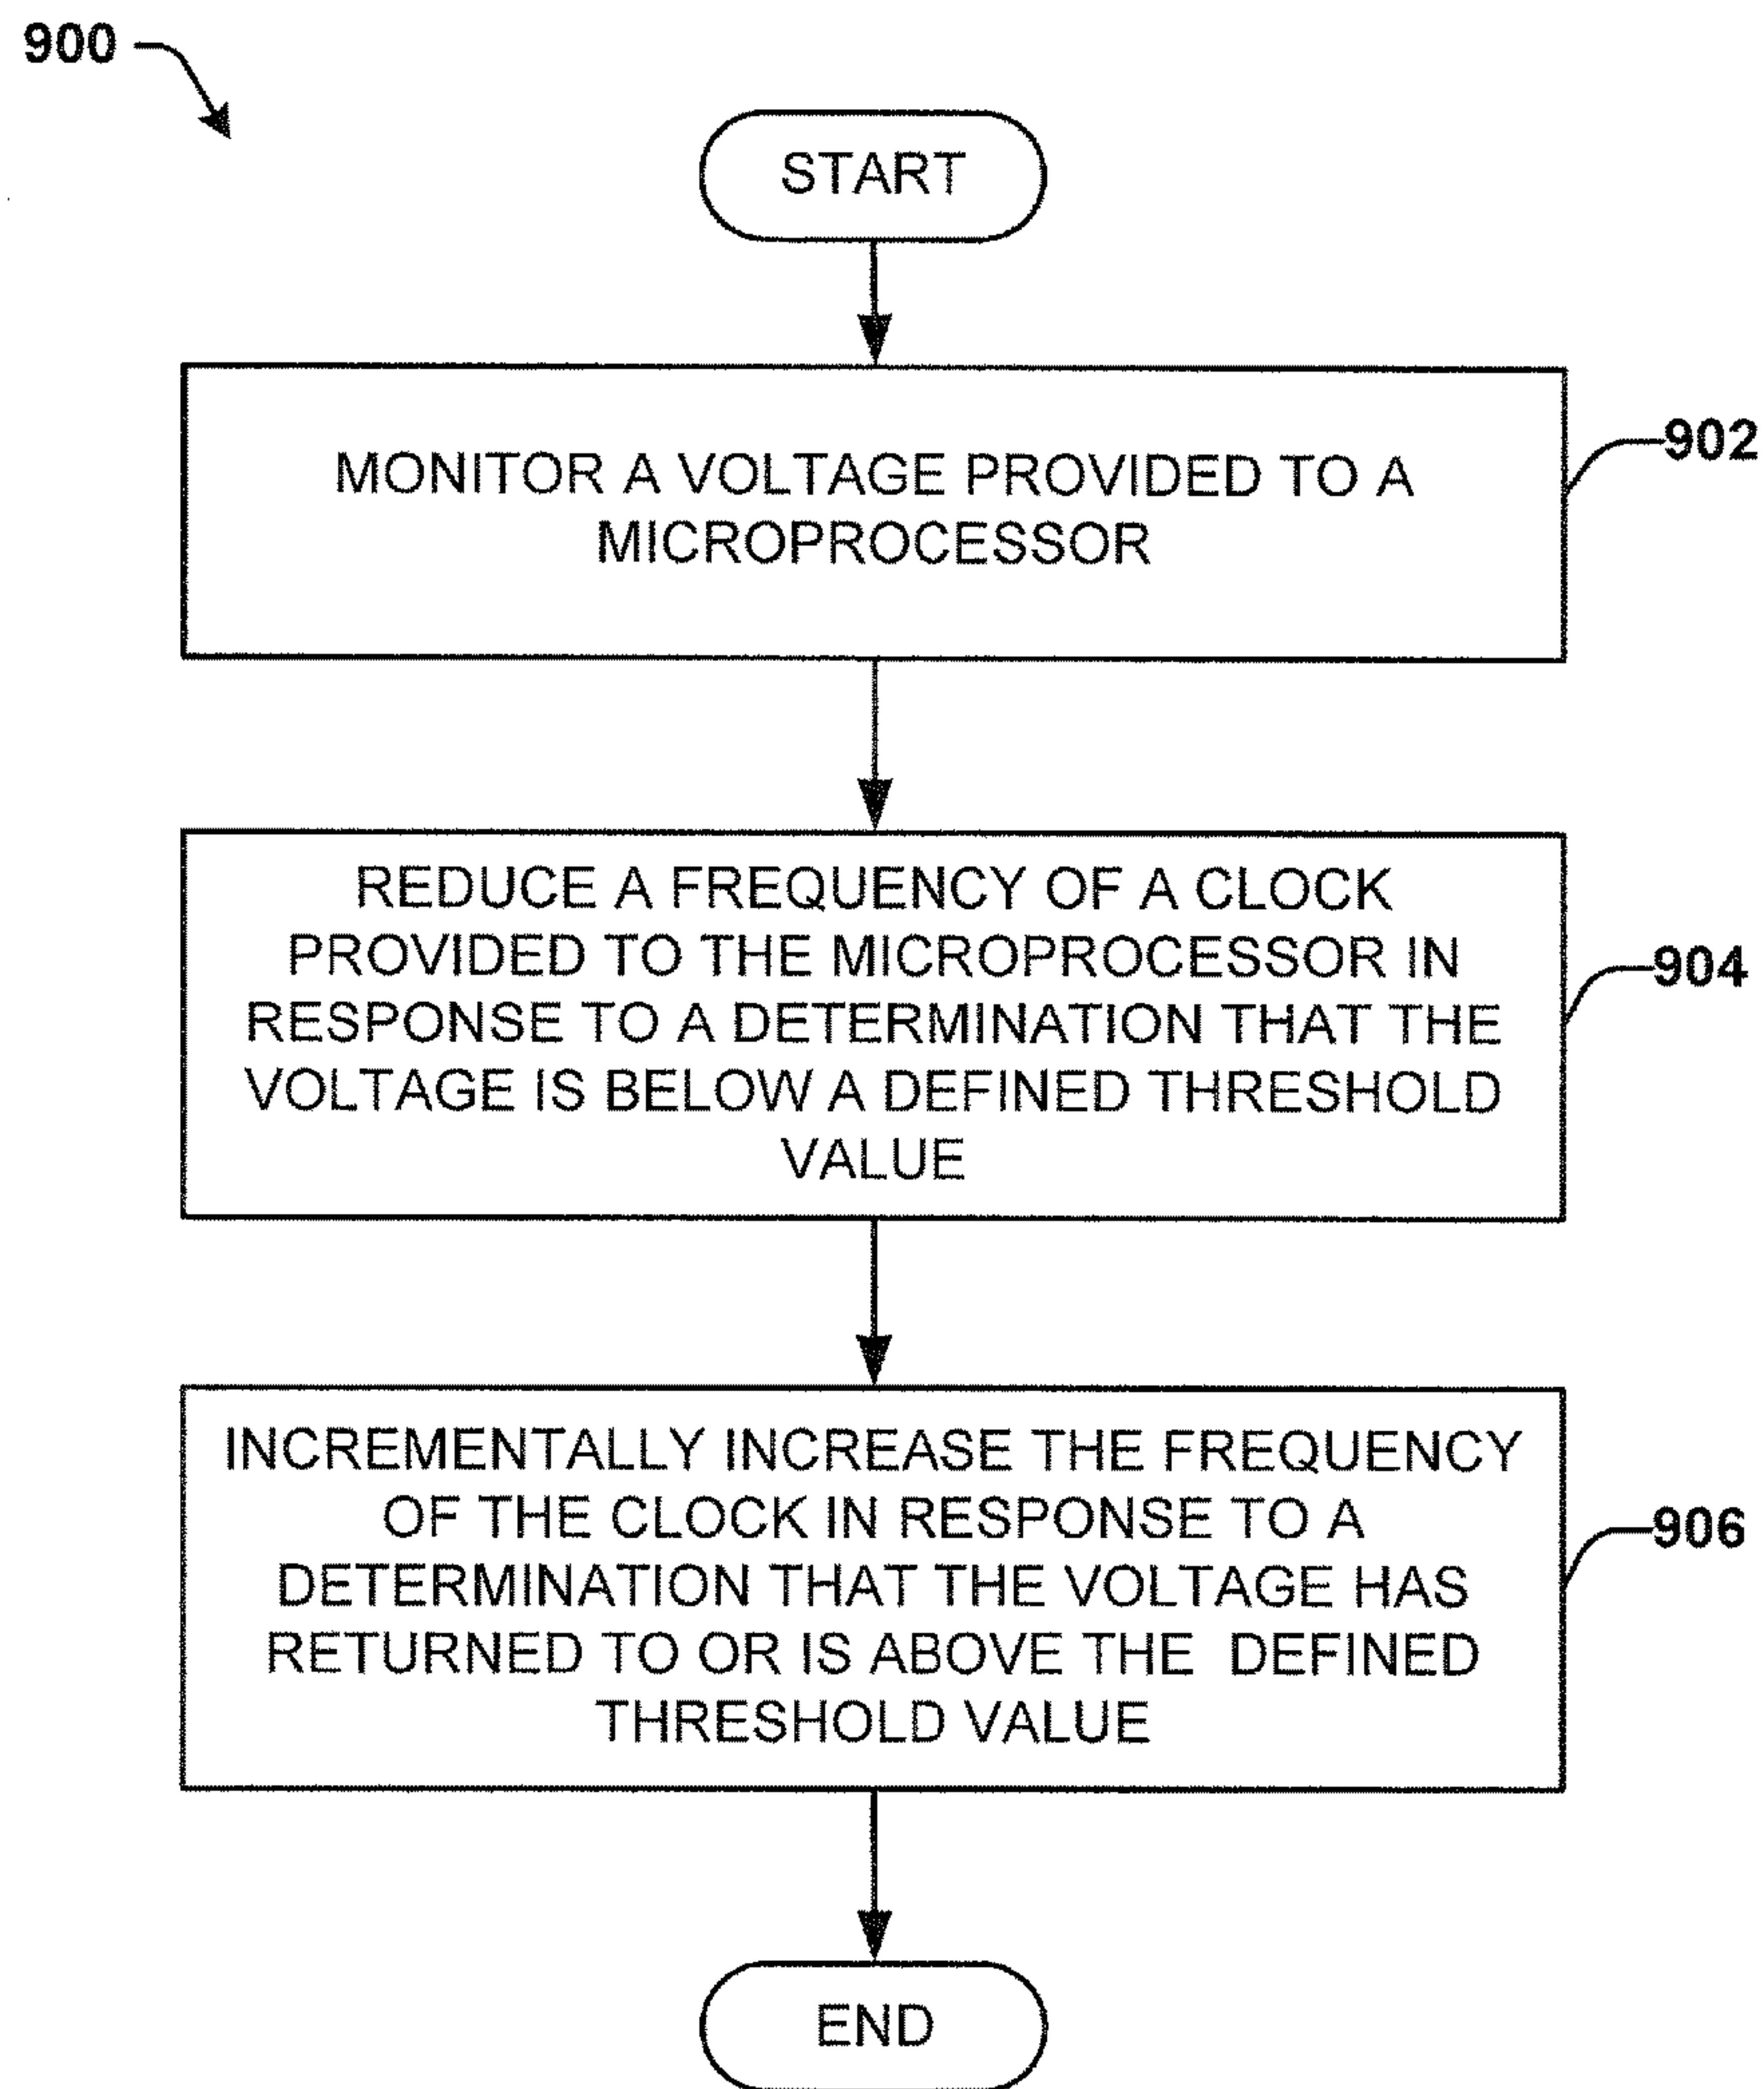 900
START
MONITOR A VOLTAGE PROVIDED TO A
MICROPROCESSOR
902
REDUCE A FREQUENCY OF A CLOCK
PROVIDED TO THE MICROPROCESSOR IN
RESPONSE TO A DETERMINATION THAT THE
VOLTAGE IS BELOW A DEFINED THRESHOLD
VALUE
904
INCREMENTALLY INCREASE THE FREQUENCY
OF THE CLOCK IN RESPONSE TO A
DETERMINATION THAT THE VOLTAGE HAS
RETURNED TO OR IS ABOVE THE DEFINED
THRESHOLD VALUE
906
END